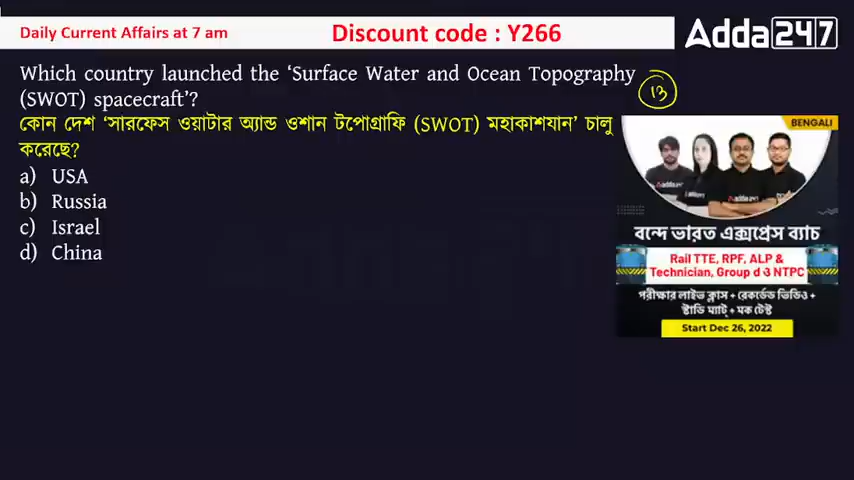 Daily Current Affairs at 7 am
Discount code : Y266
Adda247
Which country launched the ‘Surface Water and Ocean Topography
(SWOT) spacecraft’?
13
কোন দেশ ‘সারফেস ওয়াটার অ্যান্ড ওশান টপোগ্রাফি (SWOT) মহাকাশযান’ চালু
করেছে?
a) USA
b) Russia
c) Israel
d) China
BENGALI
বন্দে ভারত এক্সপ্রেস ব্যাচ
Rail TTE, RPF, ALP &
Technician, Group d ও NTPC
পরীক্ষার লাইভ ক্লাস + রেকর্ডেড ভিডিও +
স্টাডি ম্যাট্ + মক টেস্ট
Start Dec 26, 2022